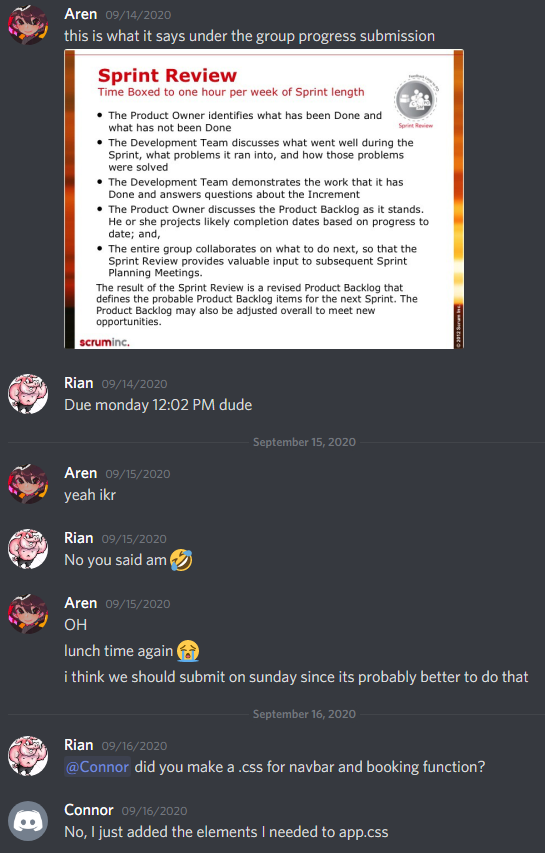 Aren 09/14/2020
this is what it says under the group progress submission
Sprint Review
Time Boxed to one hour per week of Sprint length
Sprint Review
• The Product Owner identifies what has been Done and
what has not been Done
• The Development Team discusses what went well during the
Sprint, what problems it ran into, and how those problems
were solved
• The Development Team demonstrates the work that it has
Done and answers questions about the Increment
• The Product Owner discusses the Product Backlog as it stands.
He or she projects likely completion dates based on progress to
date; and,
• The entire group collaborates on what to do next, so that the
Sprint Review provides valuable input to subsequent Sprint
Planning Meetings.
The result of the Sprint Review is a revised Product Backlog that
defines the probable Product Backlog items for the next Sprint. The
Product Backlog may also be adjusted overall to meet new
opportunities.
scruminc.
© 2012 Scrum Inc.
Rian 09/14/2020
Due monday 12:02 PM dude
September 15, 2020
Aren 09/15/2020
yeah ikr
Rian 09/15/2020
No you said am 🤣
Aren 09/15/2020
OH
lunch time again 😭
i think we should submit on sunday since its probably better to do that
September 16, 2020
Rian 09/16/2020
@Connor did you make a .css for navbar and booking function?
Connor 09/16/2020
No, I just added the elements I needed to app.css